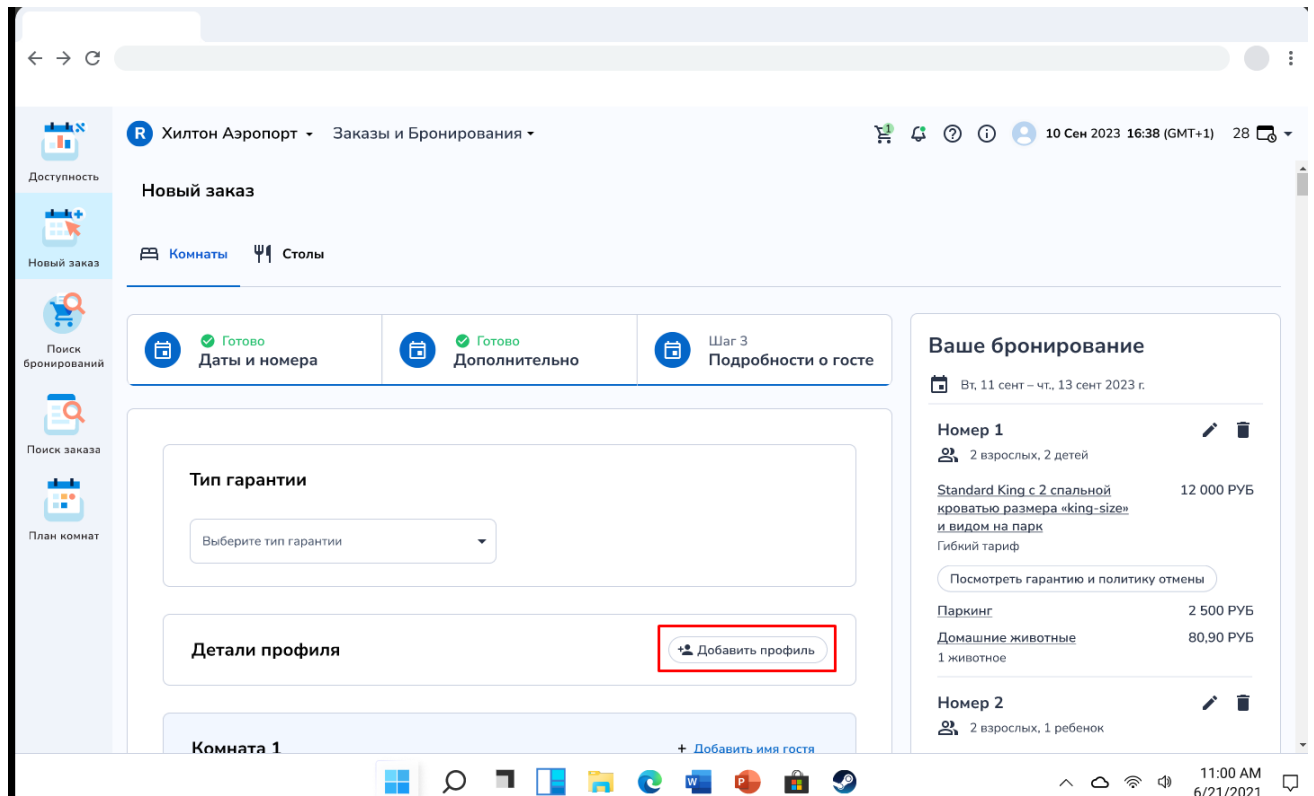 R Хилтон Аэропорт Заказы и Бронирования 1 10 Сен 2023 16:38 (GMT+1) 28
Доступность
Новый заказ
Поиск
бронирований
Поиск заказа
План комнат
Новый заказ
Комнаты Столы
Готово
Даты и номера
Готово
Дополнительно
Шаг 3
Подробности о госте
Тип гарантии
Выберите тип гарантии
Детали профиля
Добавить профиль
Комната 1
+ Добавить имя гостя
Ваше бронирование
Вт, 11 сент – чт., 13 сент 2023 г.
Номер 1
2 взрослых, 2 детей
Standard King с 2 спальной 12 000 РУБ
кроватью размера «king-size»
и видом на парк
Гибкий тариф
Посмотреть гарантию и политику отмены
Паркинг 2 500 РУБ
Домашние животные 80,90 РУБ
1 животное
Номер 2
2 взрослых, 1 ребенок
W P
11:00 AM
6/21/2021